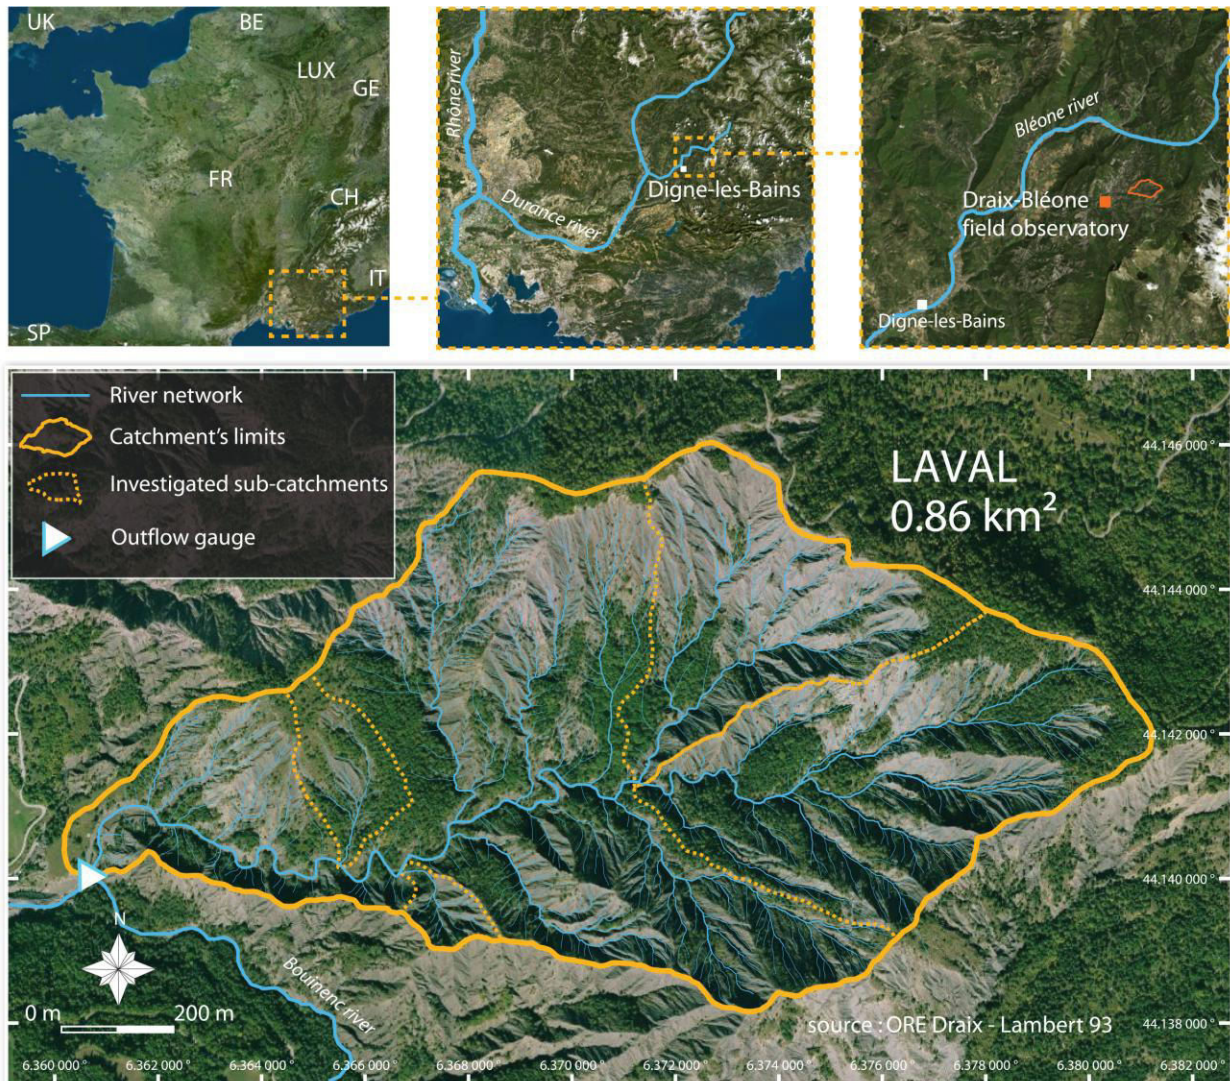 UK
BE
LUX
GE
FR
CH
IT
SP
Rhône river
Durance river
Digne-les-Bains
Bléone river
Draix-Bléone
field observatory
Digne-les-Bains
River network
Catchment's limits
Investigated sub-catchments
Outflow gauge
LAVAL
0.86 km²
44.146 000 °
44.144 000 °
44.142 000 °
44.140 000 °
44.138 000 °
N
0 m 200 m
Bouinenc river
source : ORE Draix - Lambert 93
6.360 000 ° 6.362 000 ° 6.364 000 ° 6.366 000 ° 6.368 000 ° 6.370 000 ° 6.372 000 ° 6.374 000 ° 6.376 000 ° 6.378 000 ° 6.380 000 ° 6.382 000 °